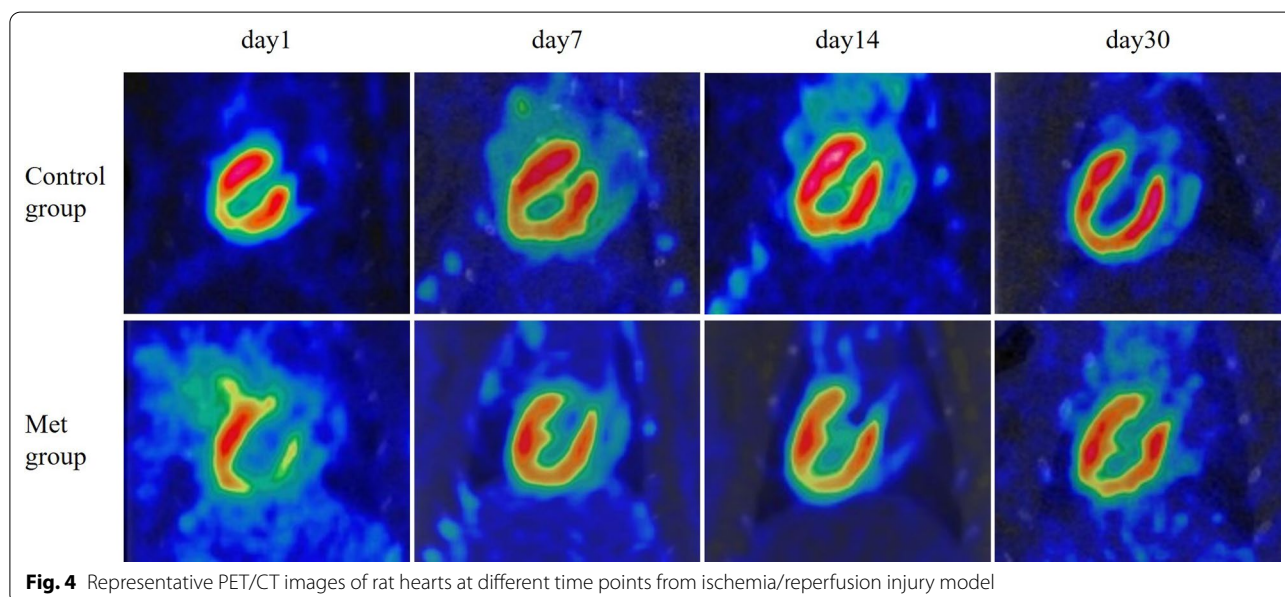 day1 day7 day14 day30
Control
group
Met
group
Fig. 4 Representative PET/CT images of rat hearts at different time points from ischemia/reperfusion injury model